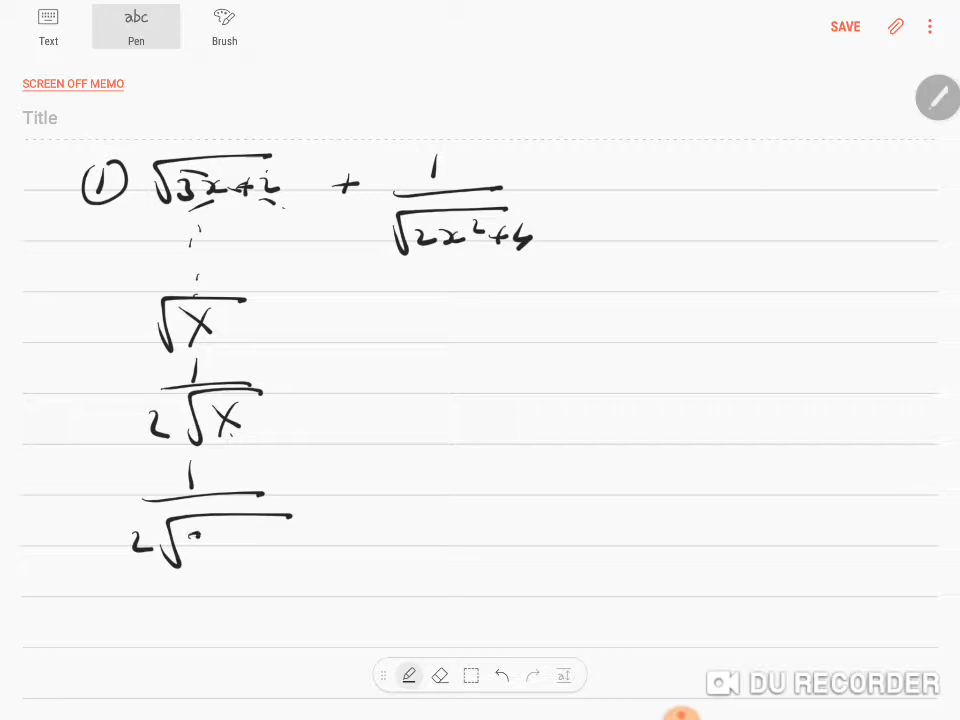 Text abc Pen Brush SAVE
SCREEN OFF MEMO
Title
① √3x+2 + 1/√2x²+4
√X
1
2√X
1
2√
DU RECORDER